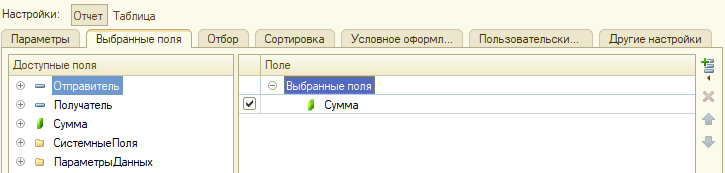 Настройки: Отчет Таблица
Параметры Выбранные поля Отбор Сортировка Условное оформл... Пользовательски... Другие настройки
Доступные поля Поле
Отправитель Выбранные поля
Получатель Сумма
Сумма
СистемныеПоля
ПараметрыДанных